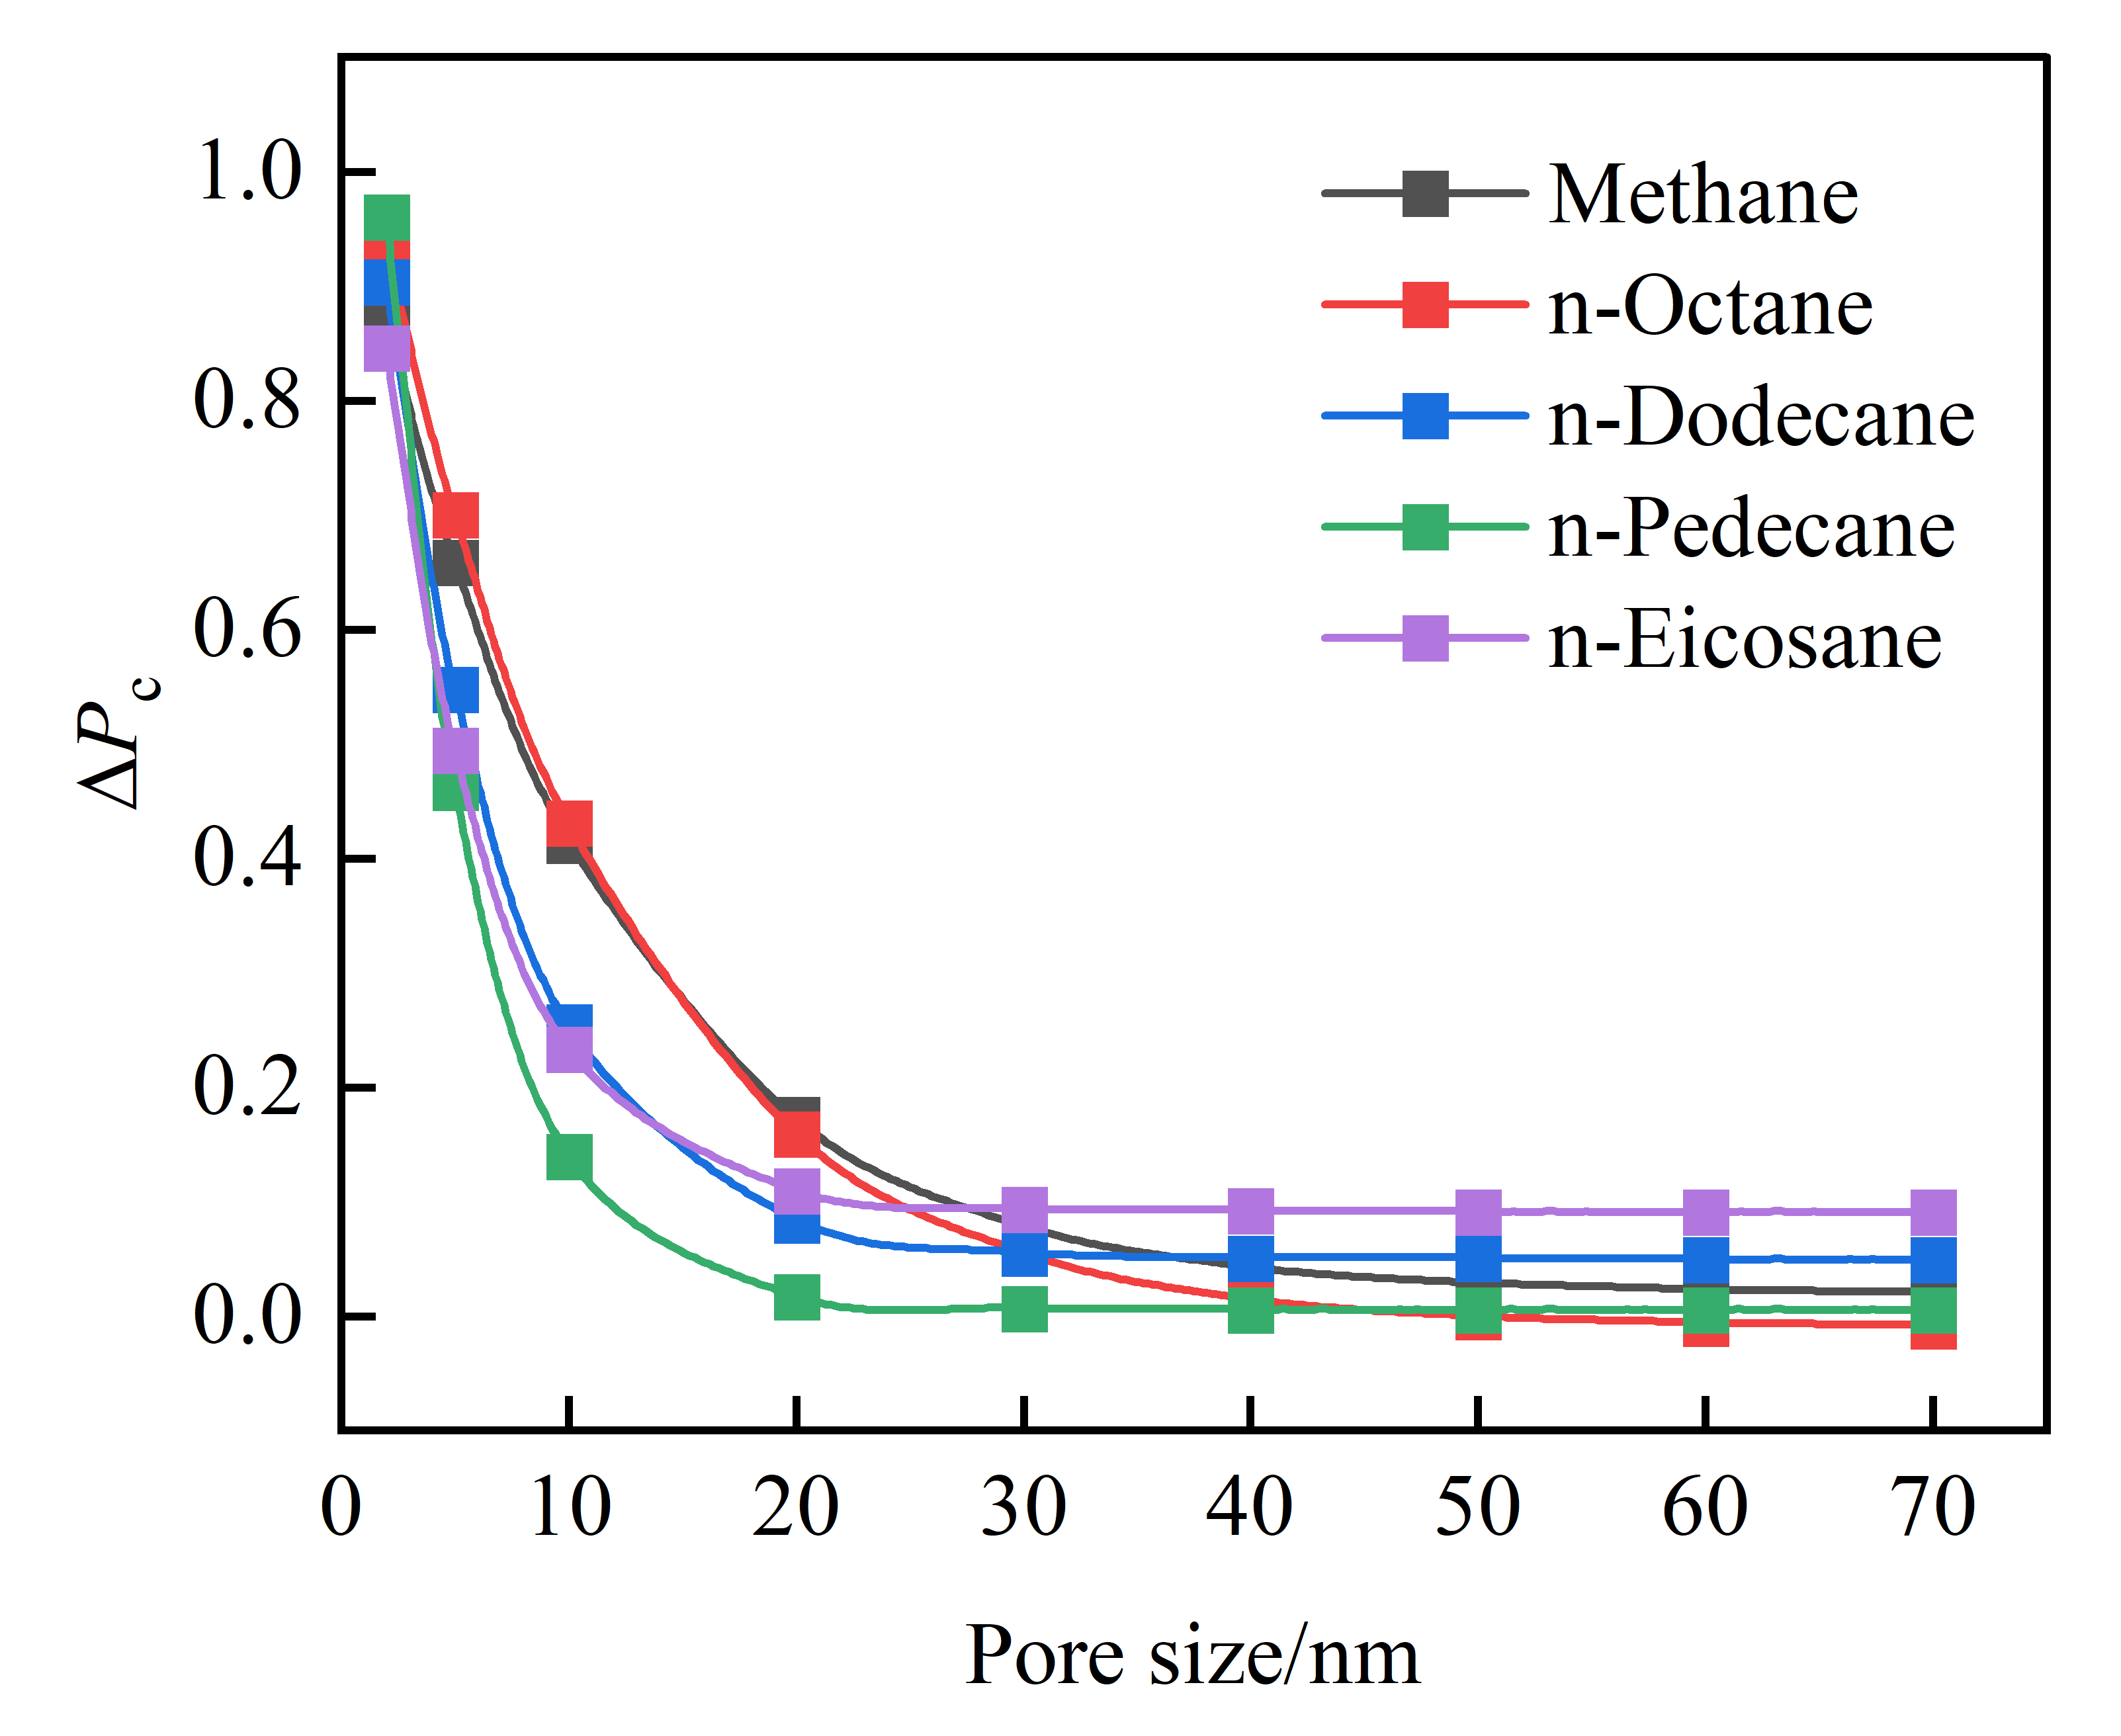 1.0
0.8
0.6
0.4
0.2
0.0
ΔPc
Methane
n-Octane
n-Dodecane
n-Pedecane
n-Eicosane
0 10 20 30 40 50 60 70
Pore size/nm